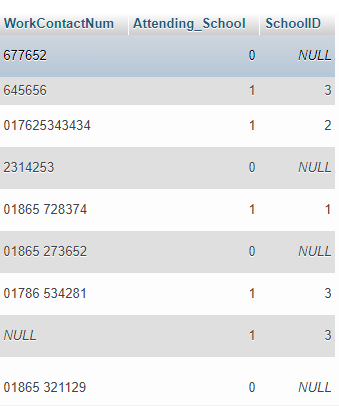 WorkContactNum Attending_School SchoolID
677652 0 NULL
645656 1 3
017625343434 1 2
2314253 0 NULL
01865 728374 1 1
01865 273652 0 NULL
01786 534281 1 3
NULL 1 3
01865 321129 0 NULL